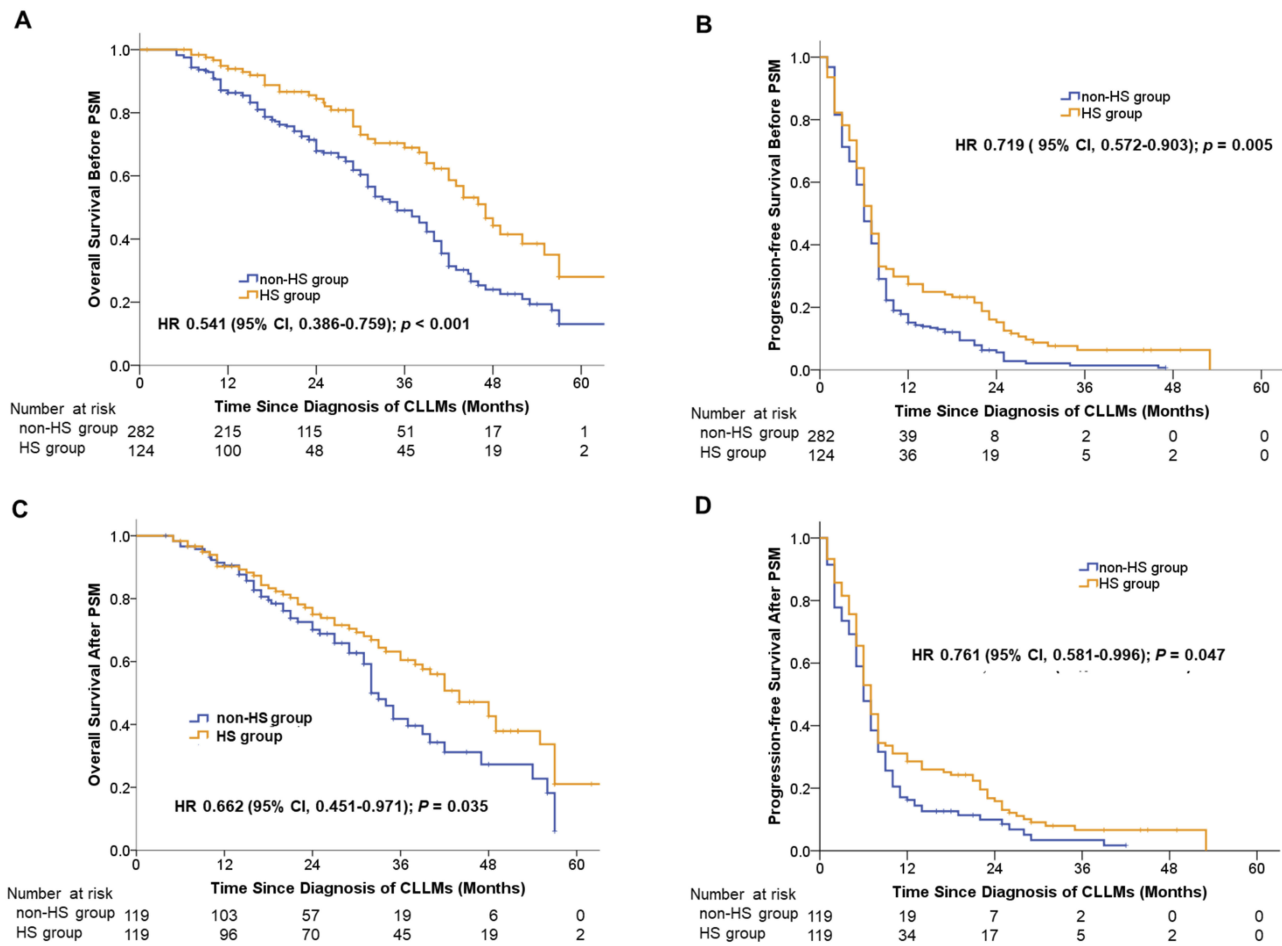 A
Overall Survival Before PSM
1.0
0.8
0.6
0.4
0.2
0.0
non-HS group
HS group
HR 0.541 (95% CI, 0.386-0.759); p < 0.001
0 12 24 36 48 60
Time Since Diagnosis of CLLMs (Months)
Number at risk
non-HS group 282 215 115 51 17 1
HS group 124 100 48 45 19 2
B
Progression-free Survival Before PSM
1.0
0.8
0.6
0.4
0.2
0.0
non-HS group
HS group
HR 0.719 ( 95% CI, 0.572-0.903); p = 0.005
0 12 24 36 48 60
Time Since Diagnosis of CLLMs (Months)
Number at risk
non-HS group 282 39 8 2 0 0
HS group 124 36 19 5 2 0
C
Overall Survival After PSM
1.0
0.8
0.6
0.4
0.2
0.0
non-HS group
HS group
HR 0.662 (95% CI, 0.451-0.971); P = 0.035
0 12 24 36 48 60
Time Since Diagnosis of CLLMs (Months)
Number at risk
non-HS group 119 103 57 19 6 0
HS group 119 96 70 45 19 2
D
Progression-free Survival After PSM
1.0
0.8
0.6
0.4
0.2
0.0
non-HS group
HS group
HR 0.761 (95% CI, 0.581-0.996); P = 0.047
0 12 24 36 48 60
Time Since Diagnosis of CLLMs (Months)
Number at risk
non-HS group 119 19 7 2 0 0
HS group 119 34 17 5 2 0